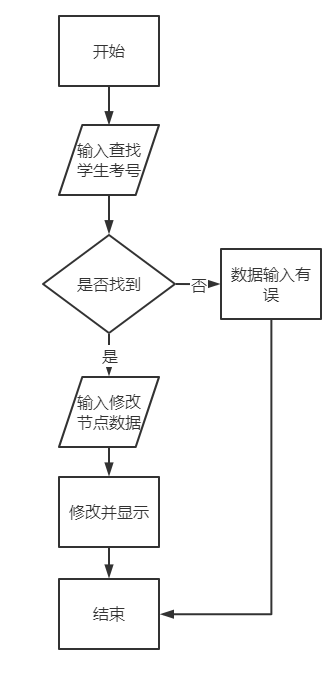 开始
输入查找
学生考号
是否找到
否
数据输入有
误
是
输入修改
节点数据
修改并显示
结束